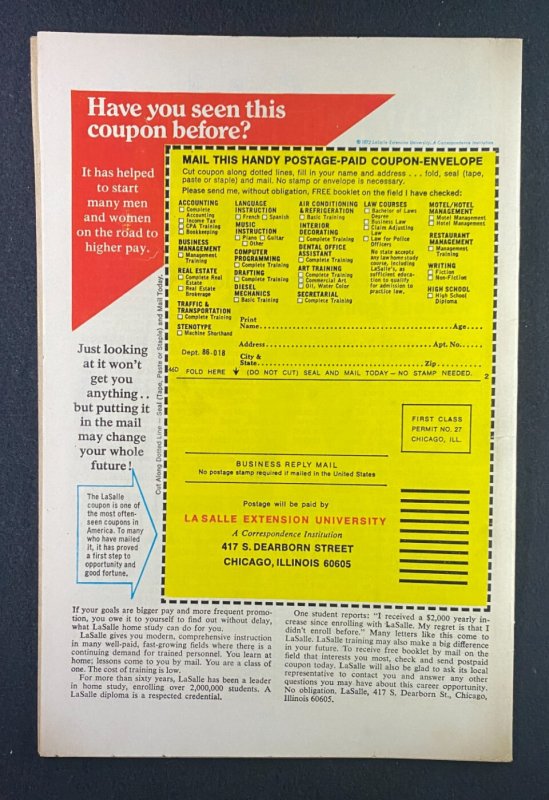 Have you seen this
coupon before?
© 1972 LaSalle Extension University, A Correspondence Institution
It has helped
to start
many men
and women
on the road to
higher pay.
MAIL THIS HANDY POSTAGE-PAID COUPON-ENVELOPE
Cut coupon along dotted lines, fill in your name and address . . . fold, seal (tape,
paste or staple) and mail. No stamp or envelope is necessary.
Please send me, without obligation, FREE booklet on the field I have checked:
ACCOUNTING
Complete
Accounting
Income Tax
CPA Training
Bookkeeping
BUSINESS
MANAGEMENT
Management
Training
REAL ESTATE
Complete Real
Estate
Real Estate
Brokerage
TRAFFIC &
TRANSPORTATION
Complete Training
STENOTYPE
Machine Shorthand
LANGUAGE
INSTRUCTION
French Spanish
MUSIC
INSTRUCTION
Piano Guitar
Other
COMPUTER
PROGRAMMING
Complete Training
DRAFTING
Complete Training
DIESEL
MECHANICS
Basic Training
AIR CONDITIONING
& REFRIGERATION
Basic Training
INTERIOR
DECORATING
Complete Training
DENTAL OFFICE
ASSISTANT
Complete Training
ART TRAINING
Complete Training
Commercial Art
Oil, Water Color
SECRETARIAL
Complete Training
LAW COURSES
Bachelor of Laws
Degree
Business Law
Claim Adjusting
Law
Law for Police
Officers
No state accepts
any law home study
course, including
LaSalle's, as
sufficient educa-
tion to qualify
for admission to
practice law.
MOTEL/HOTEL
MANAGEMENT
Motel Management
Hotel Management
RESTAURANT
MANAGEMENT
Management
Training
WRITING
Fiction
Non-Fiction
HIGH SCHOOL
High School
Diploma
Print
Name Age
Address Apt. No.
Dept. 86-018
City &
State Zip
46D FOLD HERE (DO NOT CUT) SEAL AND MAIL TODAY – NO STAMP NEEDED. 2
Cut Along Dotted Line – Seal (Tape, Paste or Staple) and Mail Today.
Just looking
at it won't
get you
anything . .
but putting it
in the mail
may change
your whole
future!
The LaSalle
coupon is one of
the most often-
seen coupons in
America. To many
who have mailed
it, it has proved
a first step to
opportunity and
good fortune.
FIRST CLASS
PERMIT NO. 27
CHICAGO, ILL.
BUSINESS REPLY MAIL
No postage stamp required if mailed in the United States
Postage will be paid by
LA SALLE EXTENSION UNIVERSITY
A Correspondence Institution
417 S. DEARBORN STREET
CHICAGO, ILLINOIS 60605
If your goals are bigger pay and more frequent promo-
tion, you owe it to yourself to find out without delay,
what LaSalle home study can do for you.
LaSalle gives you modern, comprehensive instruction
in many well-paid, fast-growing fields where there is a
continuing demand for trained personnel. You learn at
home; lessons come to you by mail. You are a class of
one. The cost of training is low.
For more than sixty years, LaSalle has been a leader
in home study, enrolling over 2,000,000 students. A
LaSalle diploma is a respected credential.
One student reports: "I received a $2,000 yearly in-
crease since enrolling with LaSalle. My regret is that I
didn't enroll before." Many letters like this come to
LaSalle. LaSalle training may also make a big difference
in your future. To receive free booklet by mail on the
field that interests you most, check and send postpaid
coupon today. LaSalle will also be glad to ask its local
representative to contact you and answer any other
questions you may have about this career opportunity.
No obligation. LaSalle, 417 S. Dearborn St., Chicago,
Illinois 60605.